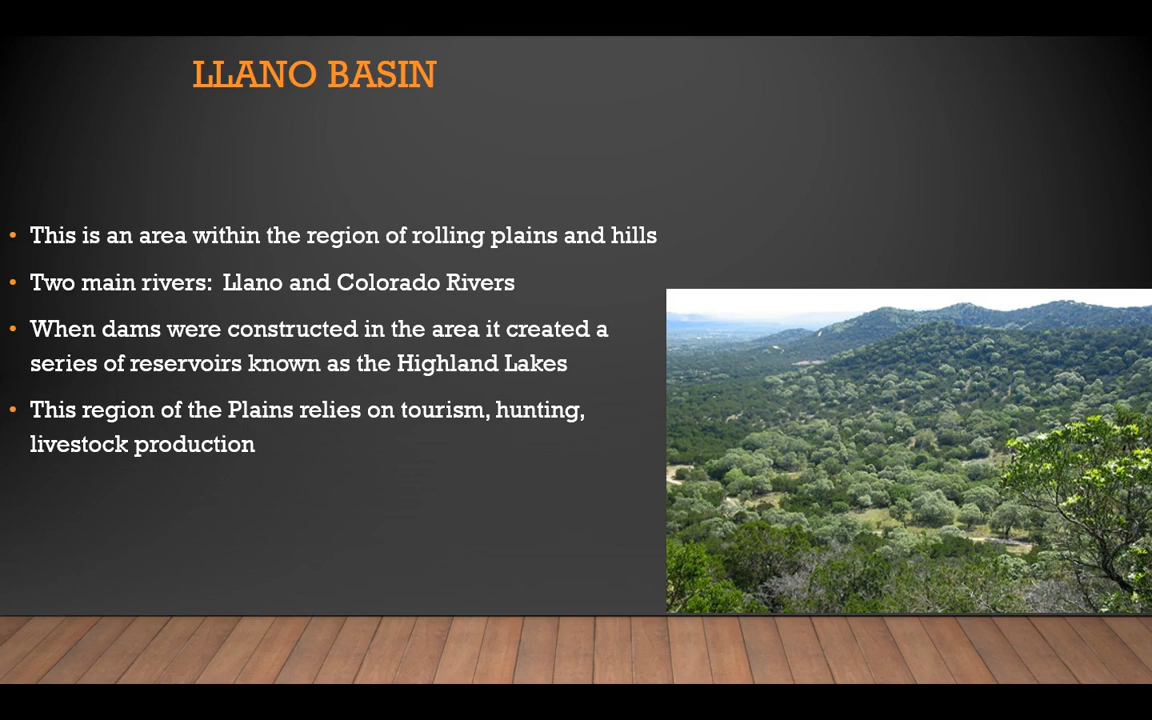 LLANO BASIN
• This is an area within the region of rolling plains and hills
• Two main rivers:  Llano and Colorado Rivers
• When dams were constructed in the area it created a
series of reservoirs known as the Highland Lakes
• This region of the Plains relies on tourism, hunting,
livestock production